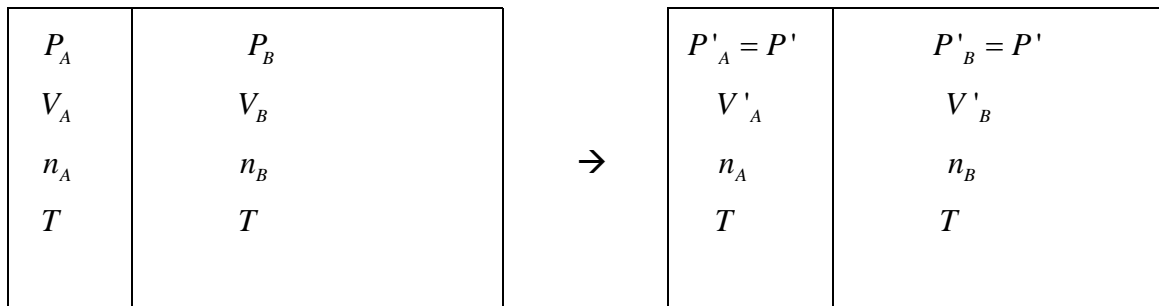 P_A P_B P'_A = P' P'_B = P'
V_A V_B V'_A V'_B
n_A n_B → n_A n_B
T T T T